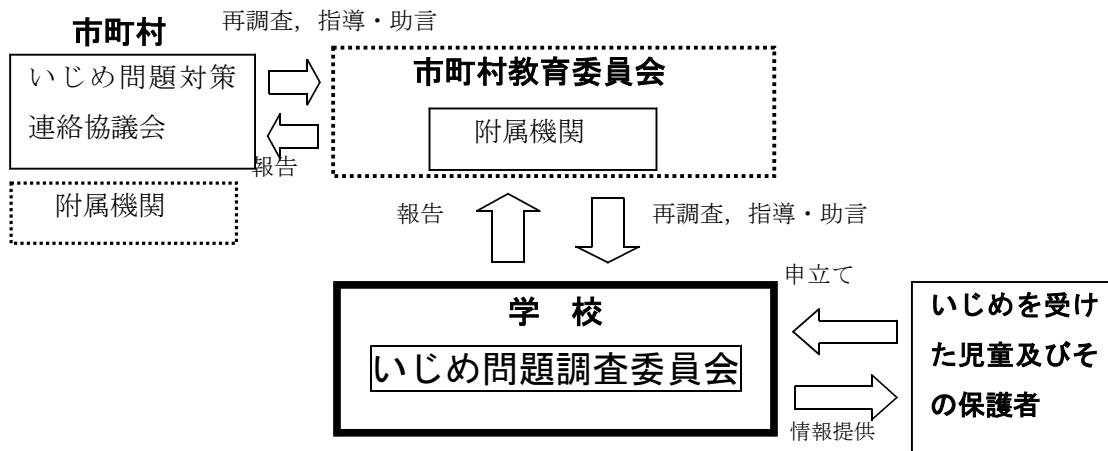 市町村
再調査，指導・助言
いじめ問題対策
連絡協議会
報告
附属機関
市町村教育委員会
附属機関
報告
再調査，指導・助言
学　校
いじめ問題調査委員会
申立て
情報提供
いじめを受け
た児童及びそ
の保護者